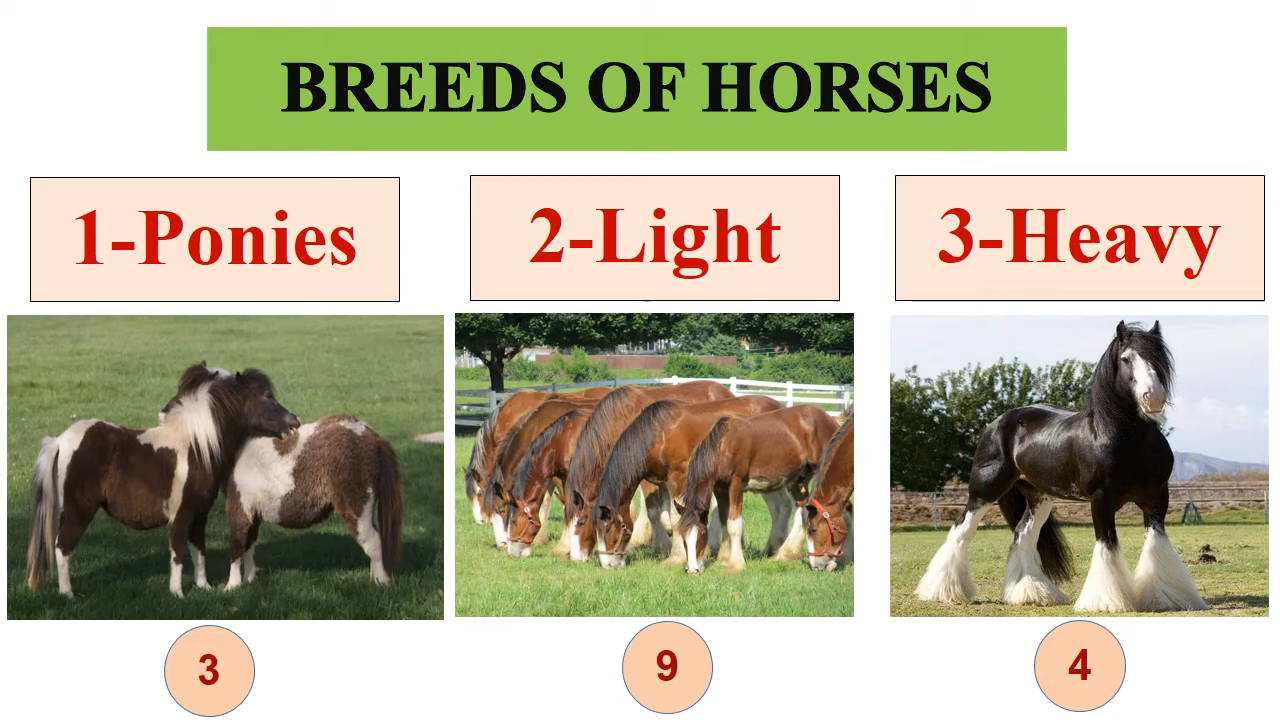 BREEDS OF HORSES
1-Ponies
2-Light
3-Heavy
3
9
4